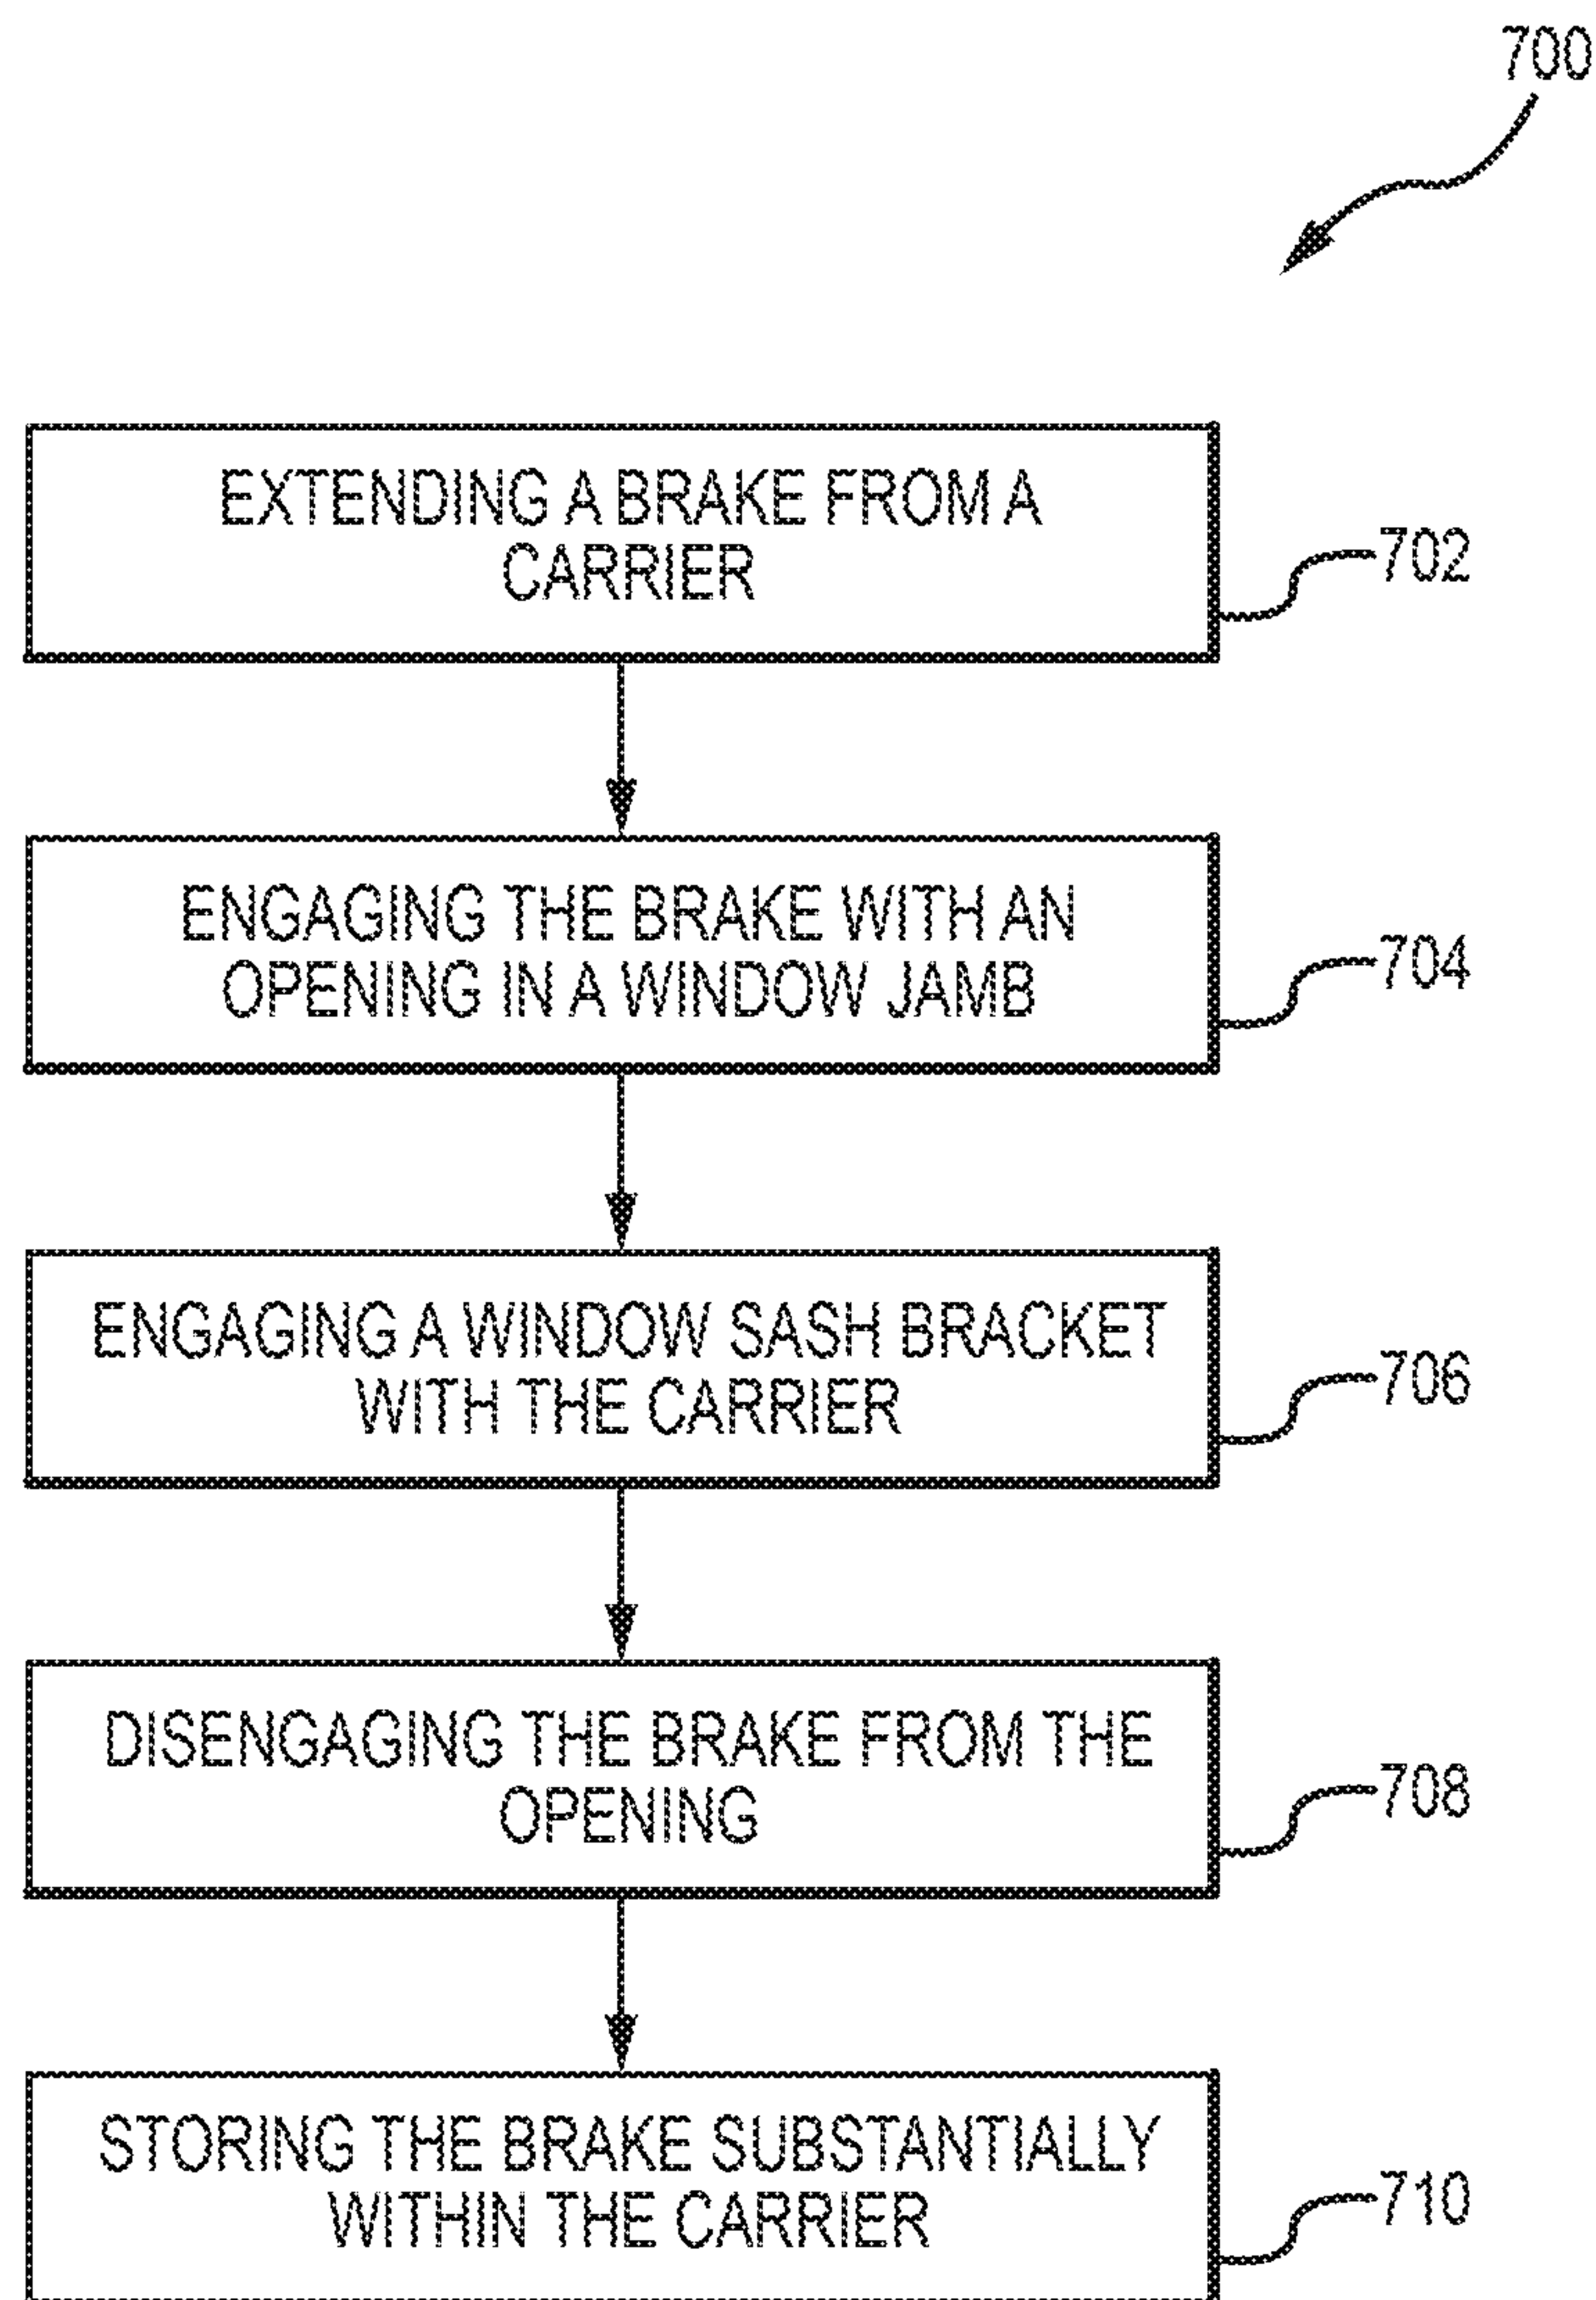 700
EXTENDING A BRAKE FROM A
CARRIER
702
ENGAGING THE BRAKE WITH AN
OPENING IN A WINDOW JAMB
704
ENGAGING A WINDOW SASH BRACKET
WITH THE CARRIER
706
DISENGAGING THE BRAKE FROM THE
OPENING
708
STORING THE BRAKE SUBSTANTIALLY
WITHIN THE CARRIER
710